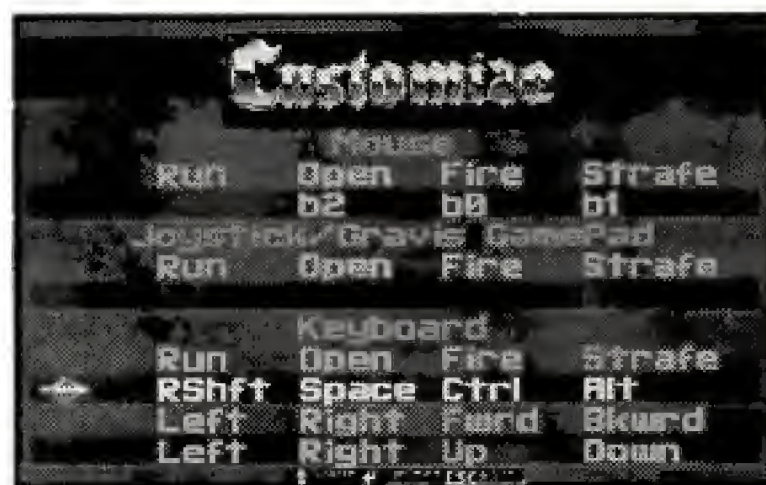 Customize
Mouse
Run Open Fire Strafe
b2 b0 b1
Joystick/Gravis GamePad
Run Open Fire Strafe
Keyboard
Run Open Fire Strafe
RShft Space Ctrl Alt
Left Right Fwrd Bkwrd
Left Right Up Down